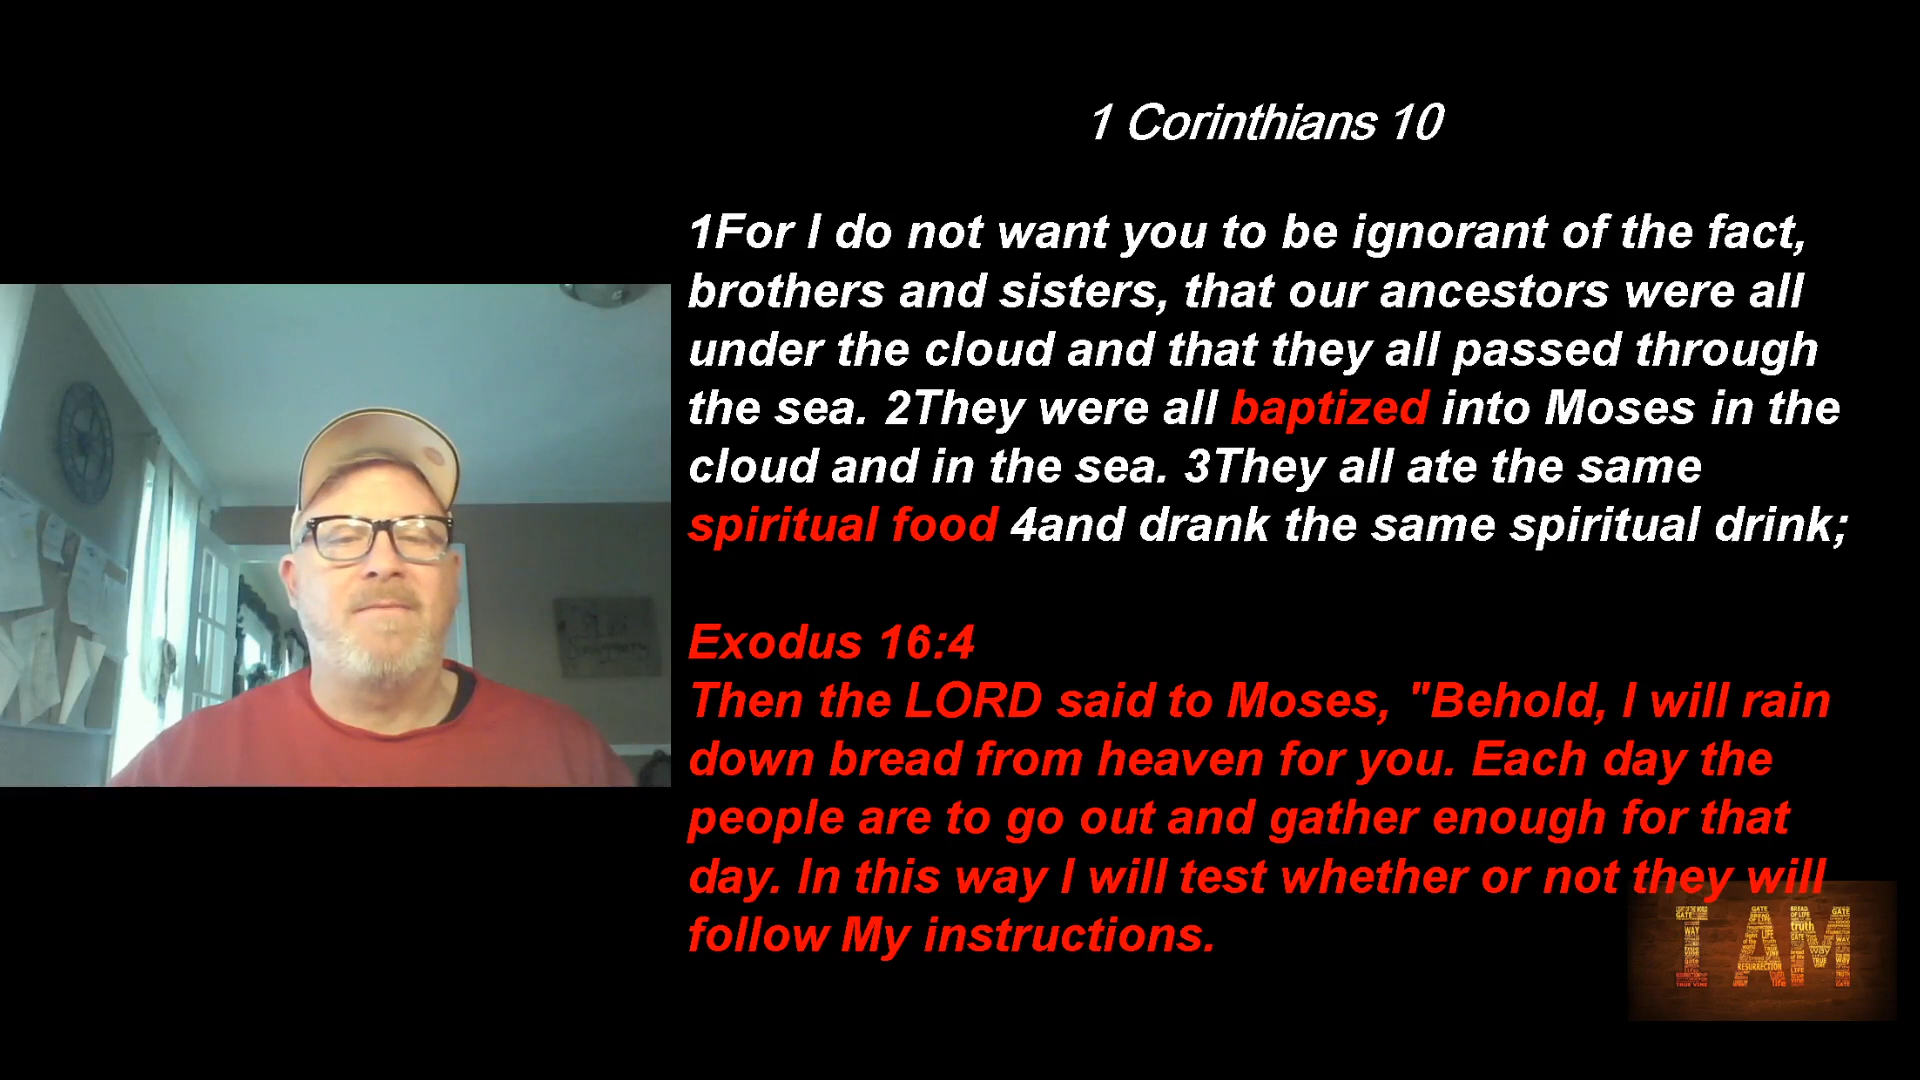 1 Corinthians 10
1For I do not want you to be ignorant of the fact,
brothers and sisters, that our ancestors were all
under the cloud and that they all passed through
the sea. 2They were all baptized into Moses in the
cloud and in the sea. 3They all ate the same
spiritual food 4and drank the same spiritual drink;
Exodus 16:4
Then the LORD said to Moses, "Behold, I will rain
down bread from heaven for you. Each day the
people are to go out and gather enough for that
day. In this way I will test whether or not they will
follow My instructions.
I AM